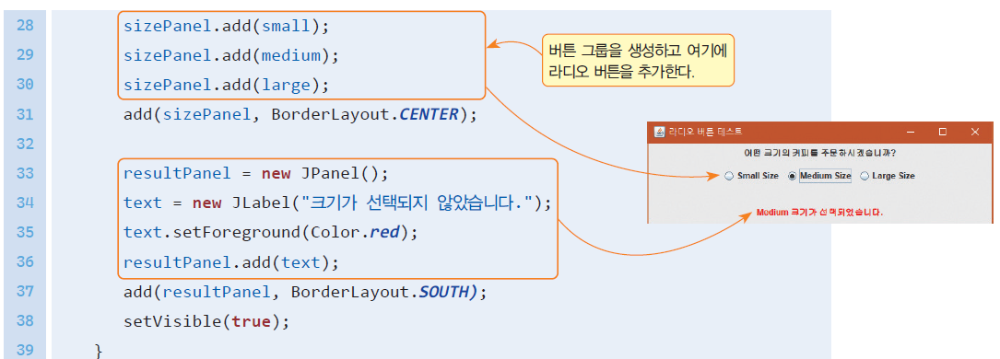 28 sizePanel.add(small);
29 sizePanel.add(medium);
30 sizePanel.add(large);
버튼 그룹을 생성하고 여기에
라디오 버튼을 추가한다.
31 add(sizePanel, BorderLayout.CENTER);
32
33 resultPanel = new JPanel();
34 text = new JLabel("크기가 선택되지 않았습니다.");
35 text.setForeground(Color.red);
36 resultPanel.add(text);
37 add(resultPanel, BorderLayout.SOUTH);
38 setVisible(true);
39 }
라디오 버튼 테스트
어떤 크기의 커피를 주문하시겠습니까?
Small Size Medium Size Large Size
Medium 크기가 선택되었습니다.